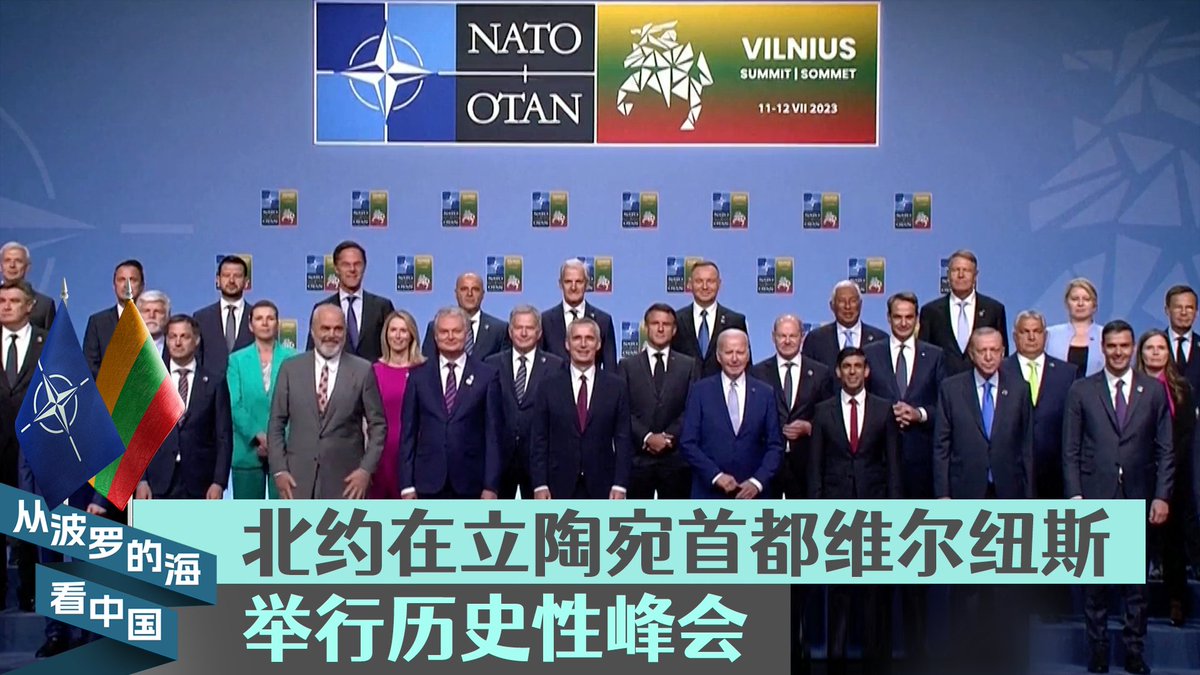 NATO
OTAN
VILNIUS
SUMMIT | SOMMET
11-12 VII 2023
从波罗的海
看中国
北约在立陶宛首都维尔纽斯
举行历史性峰会